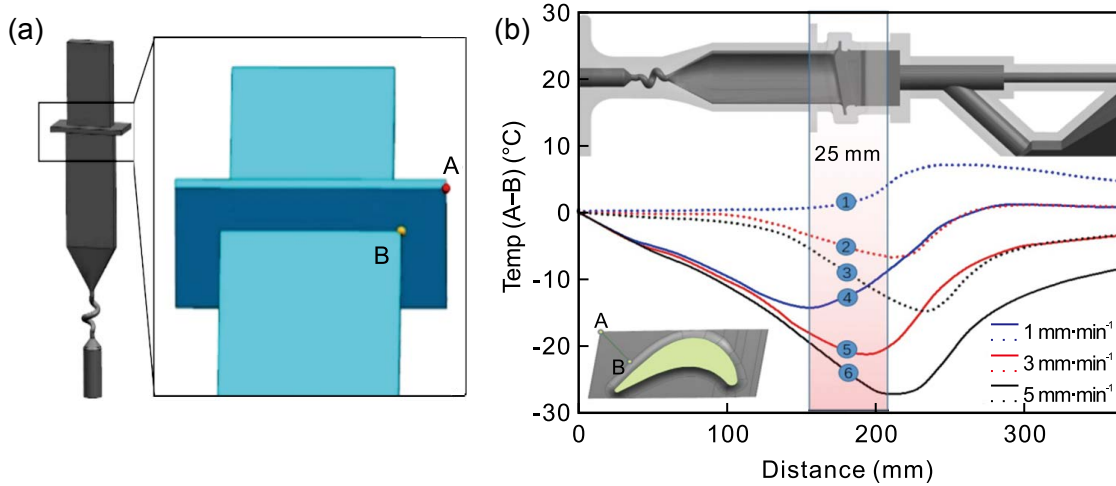 (a)
A
B
(b)
Temp (A–B) (°C)
30
20
10
0
-10
-20
-30
25 mm
1
2
3
4
5
6
A
B
1 mm·min⁻¹
3 mm·min⁻¹
5 mm·min⁻¹
0 100 200 300
Distance (mm)